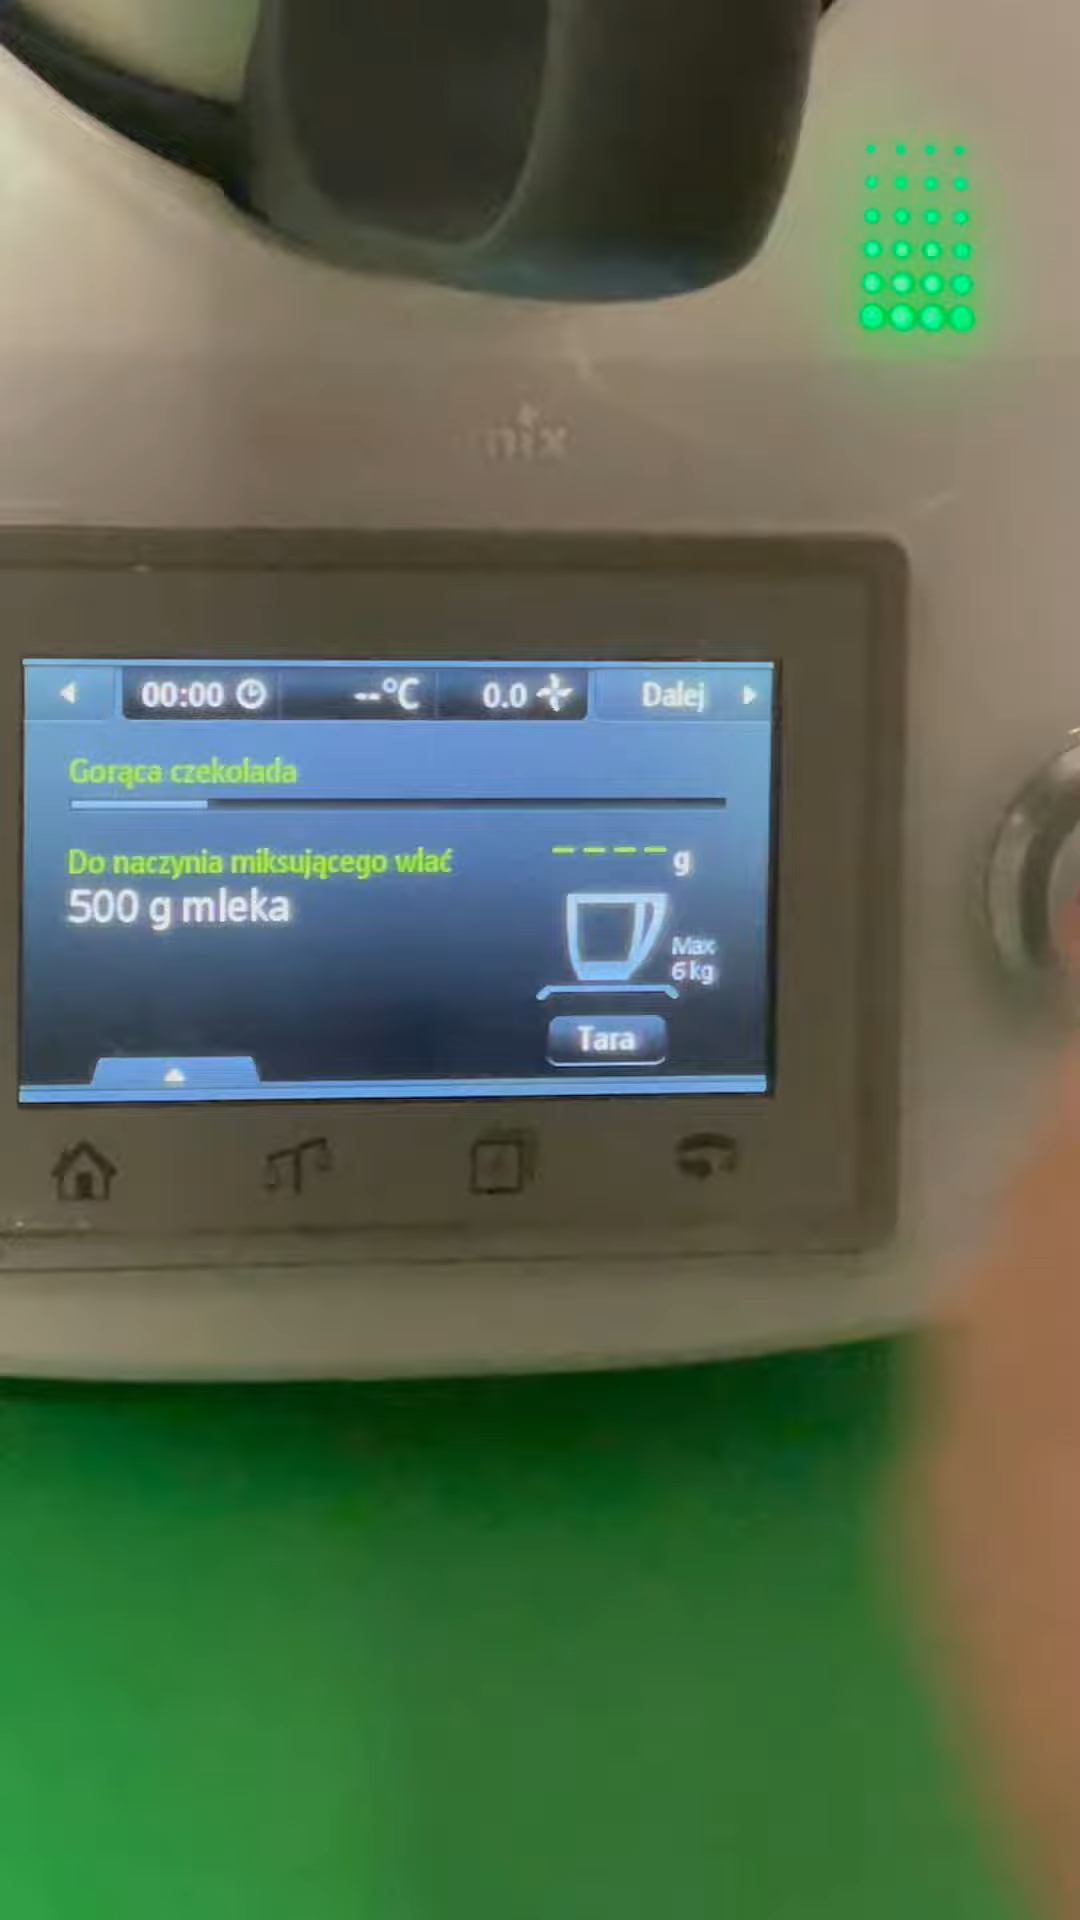 mix
00:00 --°C 0.0 Dalej
Gorąca czekolada
Do naczynia miksującego wlać
500 g mleka
---- g
Max
6 kg
Tara